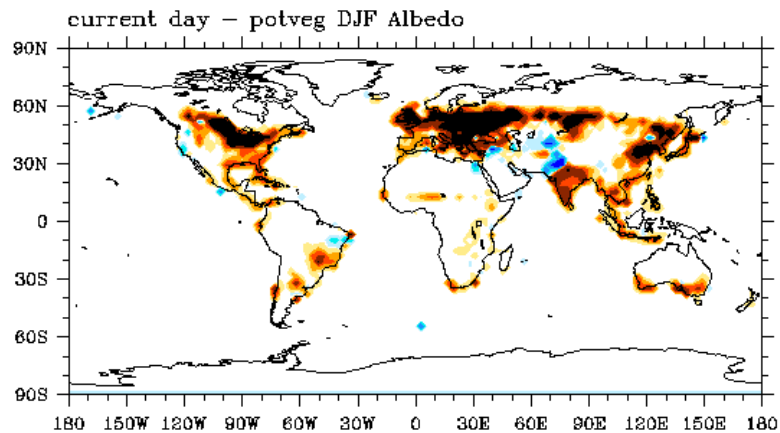 current day – potveg DJF Albedo
90N
60N
30N
0
30S
60S
90S
180 150W 120W 90W 60W 30W 0 30E 60E 90E 120E 150E 180